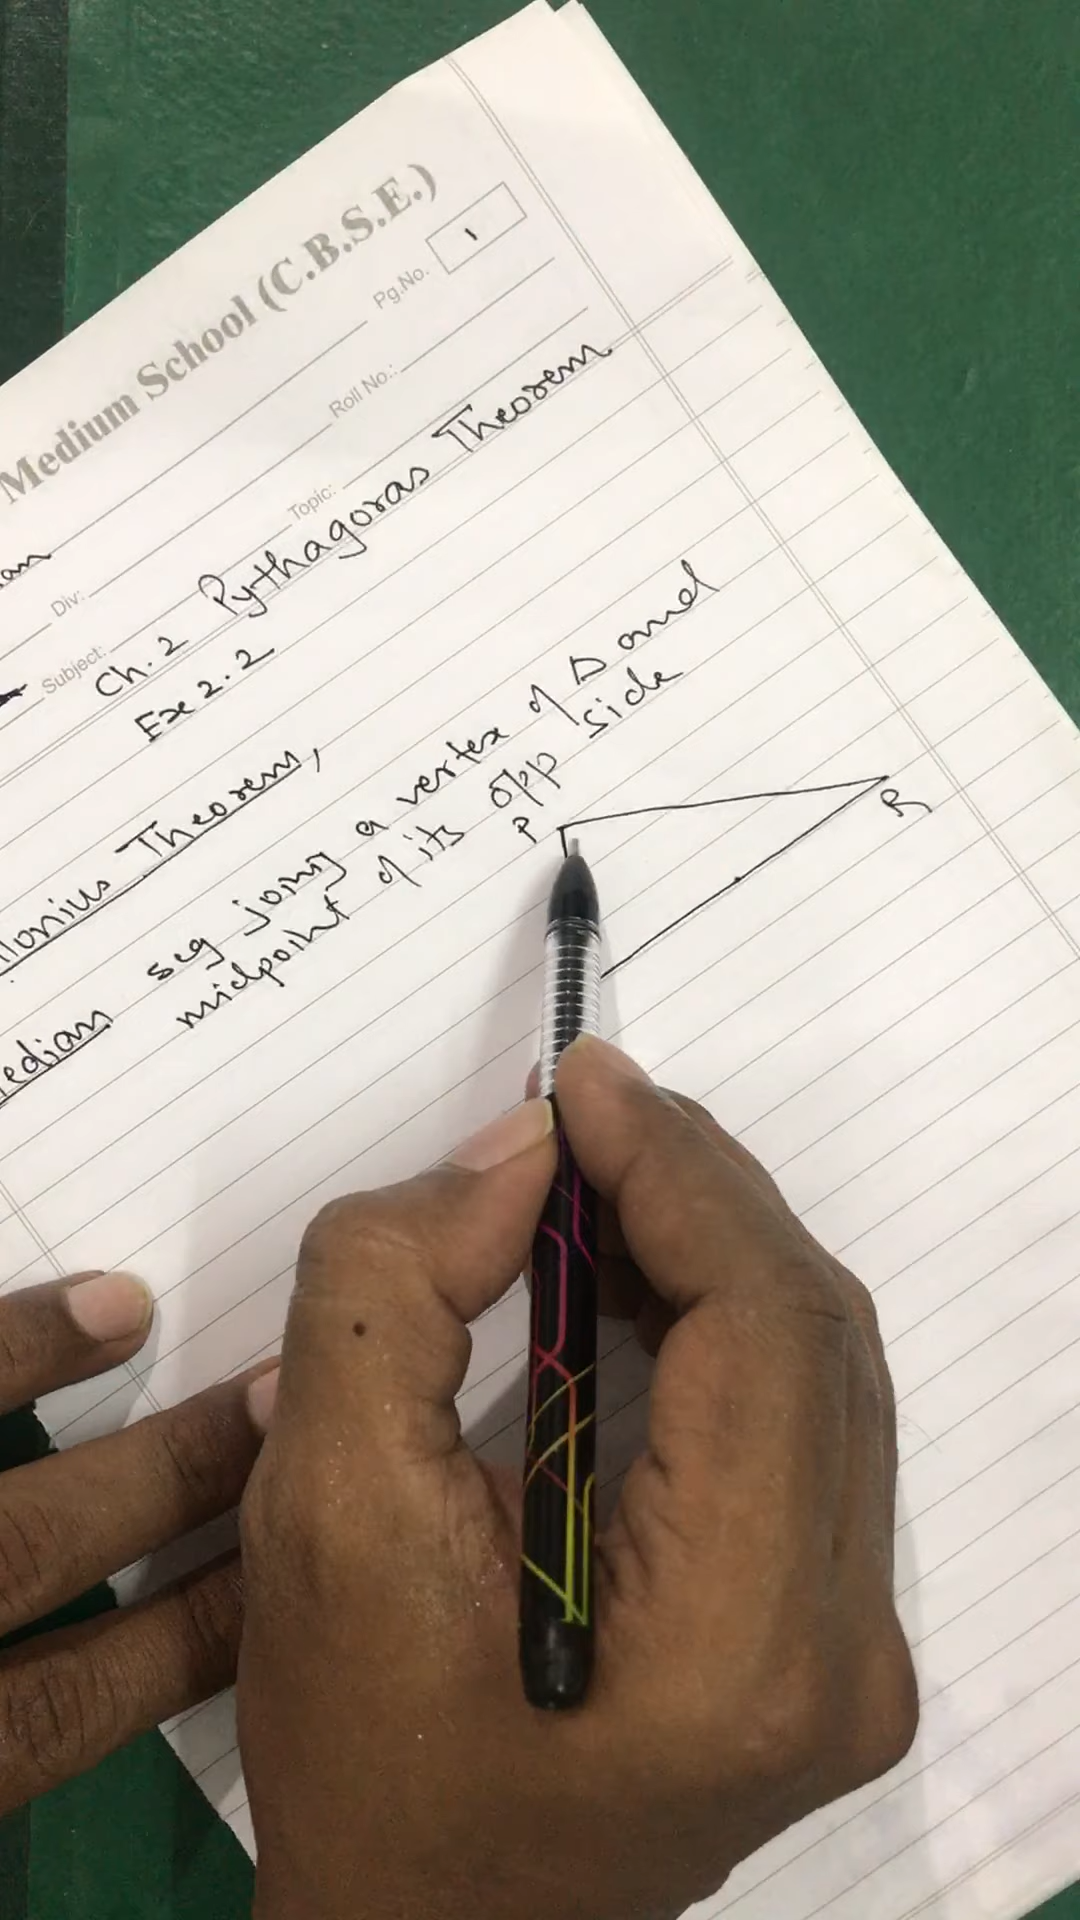 Medium School (C.B.S.E.)
Pg.No. 1
Roll No.:
Div:
Topic:
Subject:
Ch. 2 Pythagoras Theorem
Ex 2.2
Theorem,
seg joing a vertex of Δ and
midpoint of its opp side
P
R